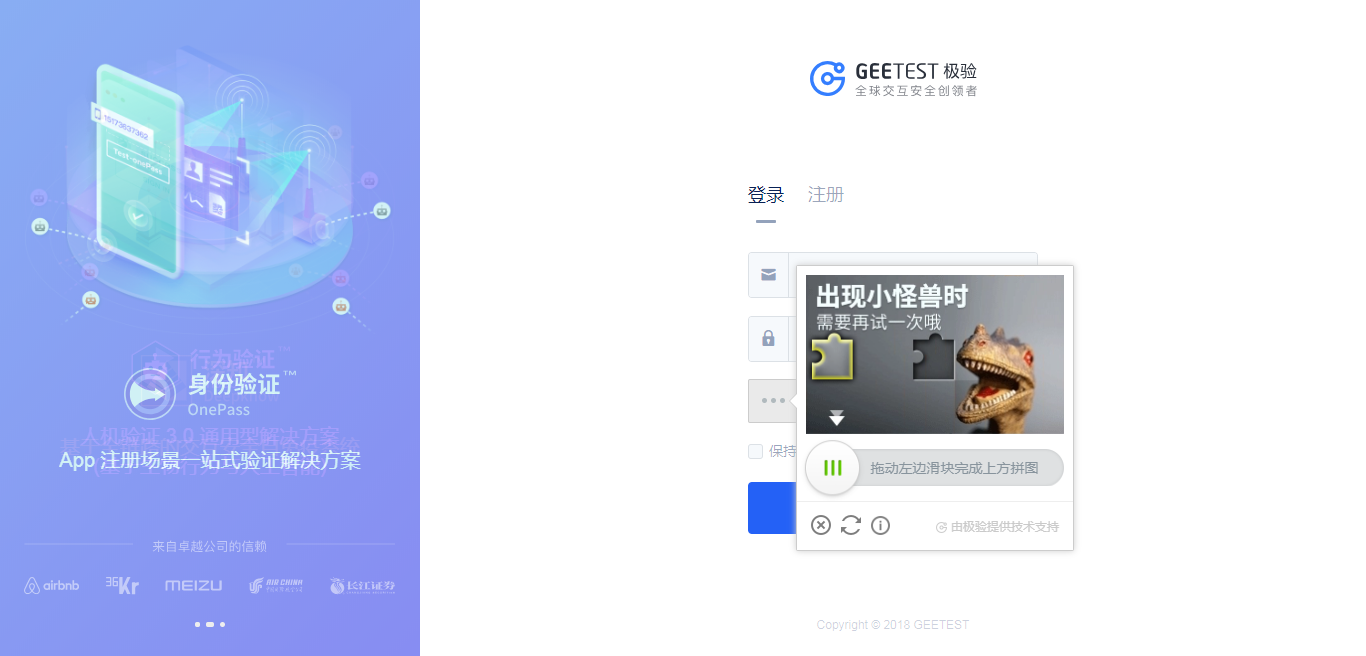 15173637362
Test-onePass
行为验证™
身份验证™
OnePass
人机验证 3.0 通用型解决方案
App 注册场景一站式验证解决方案
来自卓越公司的信赖
airbnb
36Kr
MEIZU
AIR CHINA
长江证券
GEETEST 极验
全球交互安全创领者
登录 注册
出现小怪兽时
需要再试一次哦
保持
拖动左边滑块完成上方拼图
由极验提供技术支持
Copyright © 2018 GEETEST